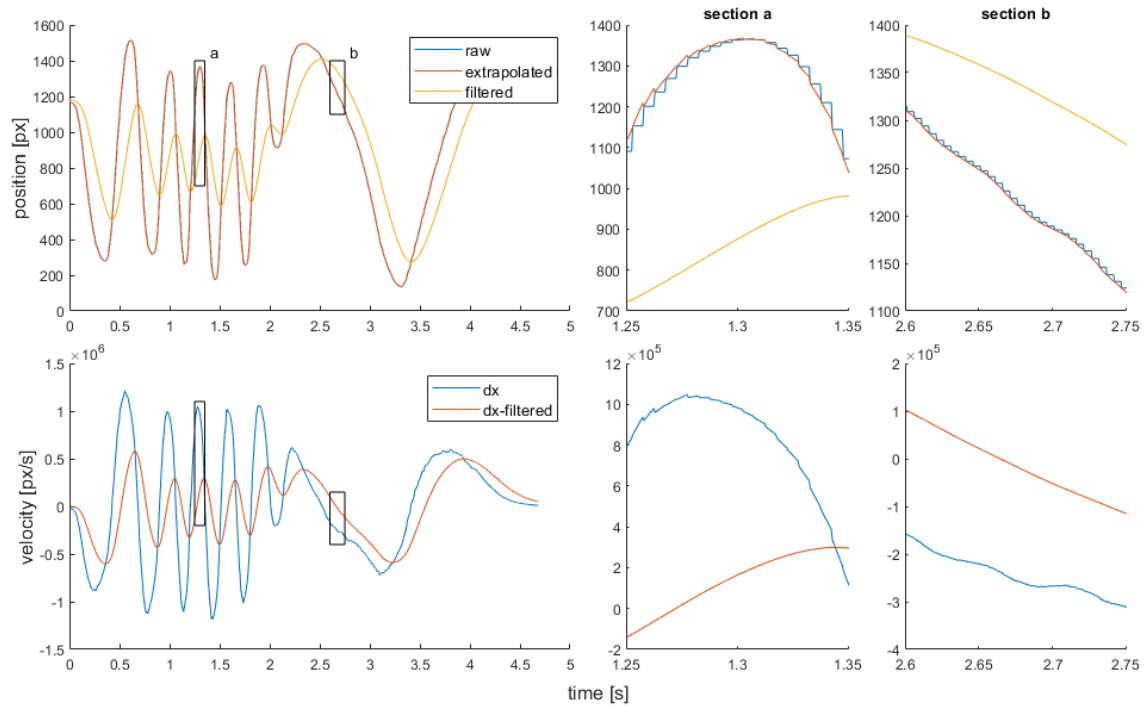 section a
section b
1600
1400
1200
1000
800
600
400
200
0
position [px]
a
b
raw
extrapolated
filtered
0 0.5 1 1.5 2 2.5 3 3.5 4 4.5 5
1400
1300
1200
1100
1000
900
800
700
1.25 1.3 1.35
1400
1350
1300
1250
1200
1150
1100
2.6 2.65 2.7 2.75
×10⁶
1.5
1
0.5
0
-0.5
-1
-1.5
velocity [px/s]
dx
dx-filtered
0 0.5 1 1.5 2 2.5 3 3.5 4 4.5 5
×10⁵
12
10
8
6
4
2
0
-2
1.25 1.3 1.35
×10⁵
2
1
0
-1
-2
-3
-4
2.6 2.65 2.7 2.75
time [s]